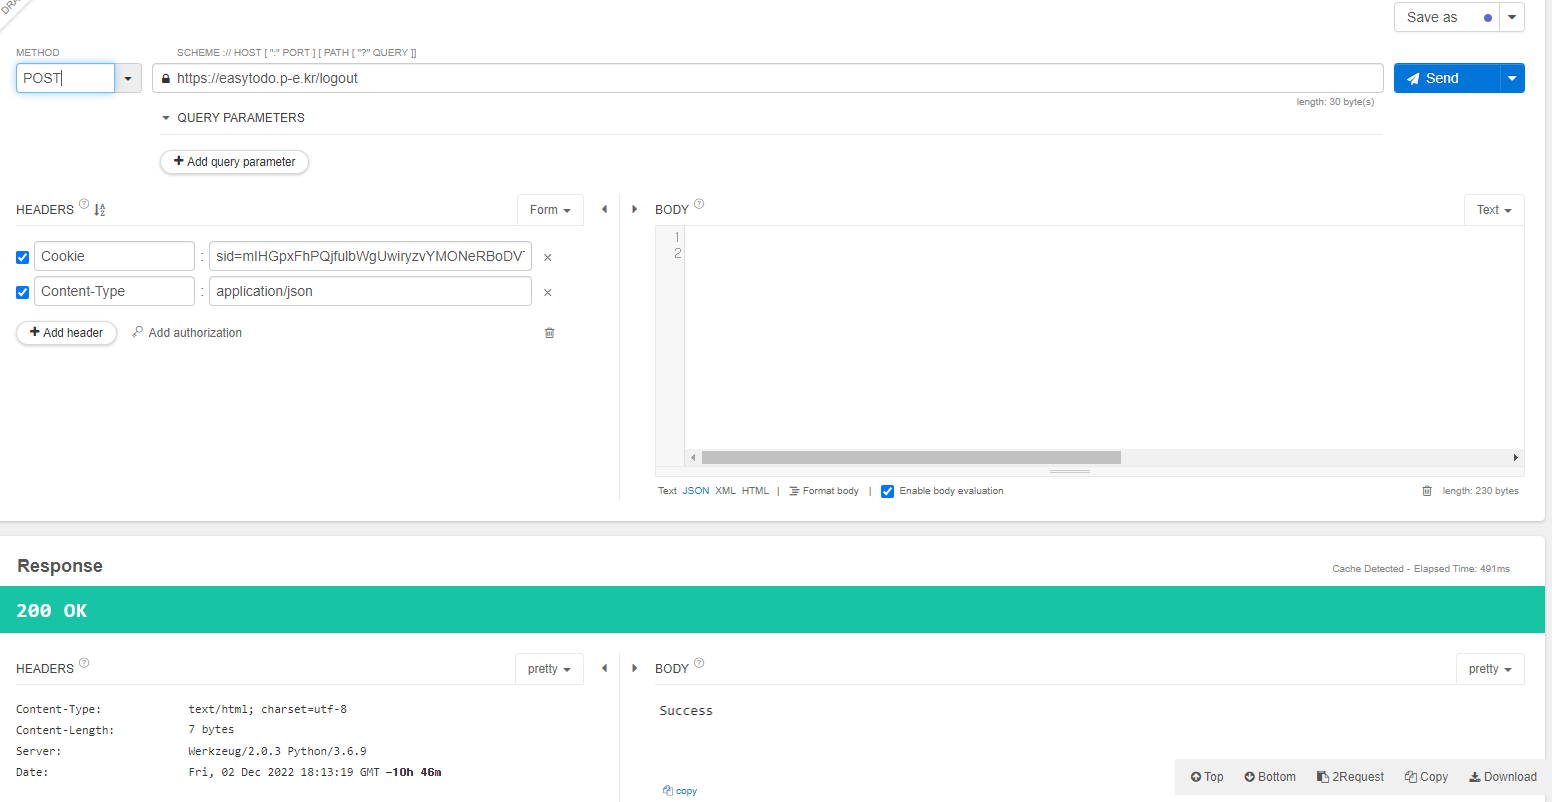 DRA
Save as
METHOD
SCHEME :// HOST [ ":" PORT ] [ PATH [ "?" QUERY ]]
POST
https://easytodo.p-e.kr/logout
Send
length: 30 byte(s)
QUERY PARAMETERS
Add query parameter
HEADERS ?
Form
BODY ?
Text
Cookie : sid=mIHGpxFhPQjfulbWgUwiryzvYMONeRBoDV
Content-Type : application/json
Add header
Add authorization
1
2
Text JSON XML HTML | Format body | Enable body evaluation
length: 230 bytes
Response
Cache Detected - Elapsed Time: 491ms
200 OK
HEADERS ?
pretty
BODY ?
pretty
Content-Type: text/html; charset=utf-8
Content-Length: 7 bytes
Server: Werkzeug/2.0.3 Python/3.6.9
Date: Fri, 02 Dec 2022 18:13:19 GMT -10h 46m
Success
copy
Top
Bottom
2Request
Copy
Download